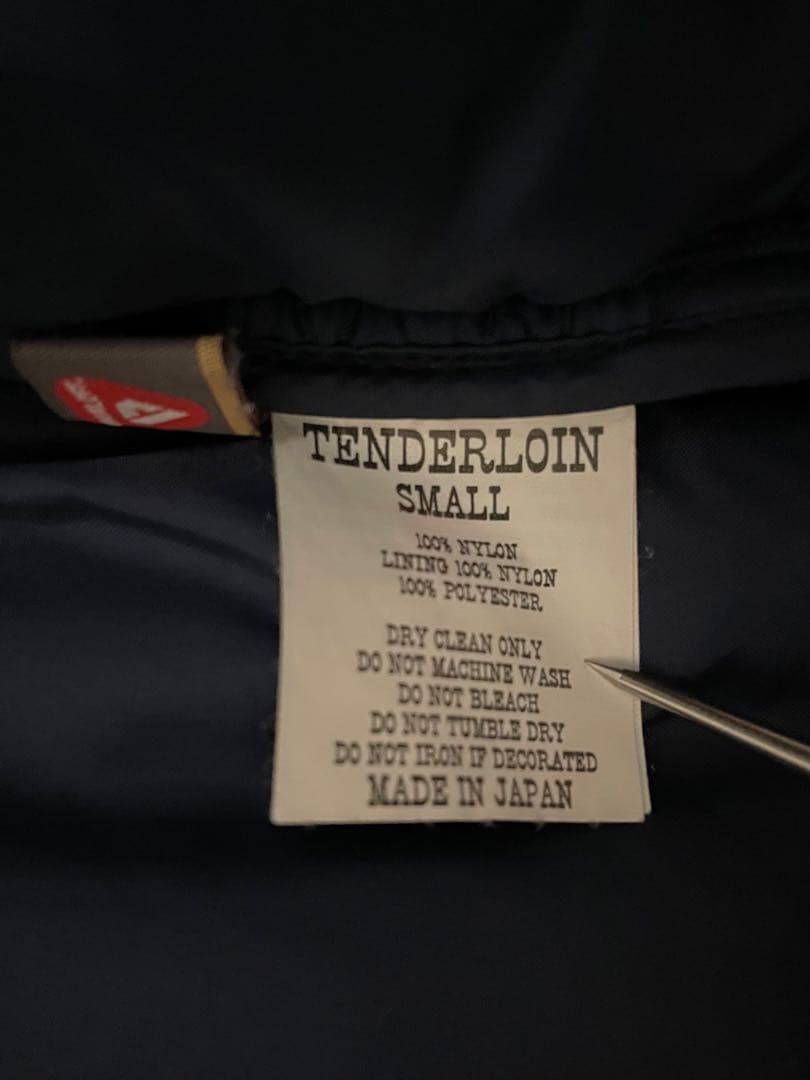 TENDERLOIN
SMALL
100% NYLON
LINING 100% NYLON
100% POLYESTER
DRY CLEAN ONLY
DO NOT MACHINE WASH
DO NOT BLEACH
DO NOT TUMBLE DRY
DO NOT IRON IF DECORATED
MADE IN JAPAN